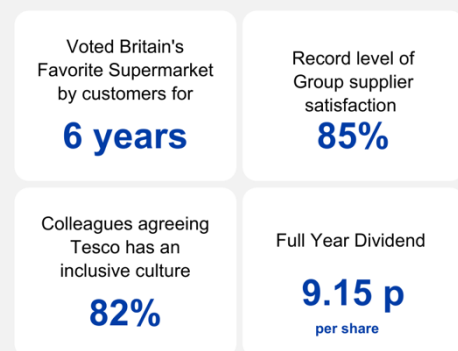 Voted Britain's
Favorite Supermarket
by customers for
6 years
Record level of
Group supplier
satisfaction
85%
Colleagues agreeing
Tesco has an
inclusive culture
82%
Full Year Dividend
9.15 p
per share